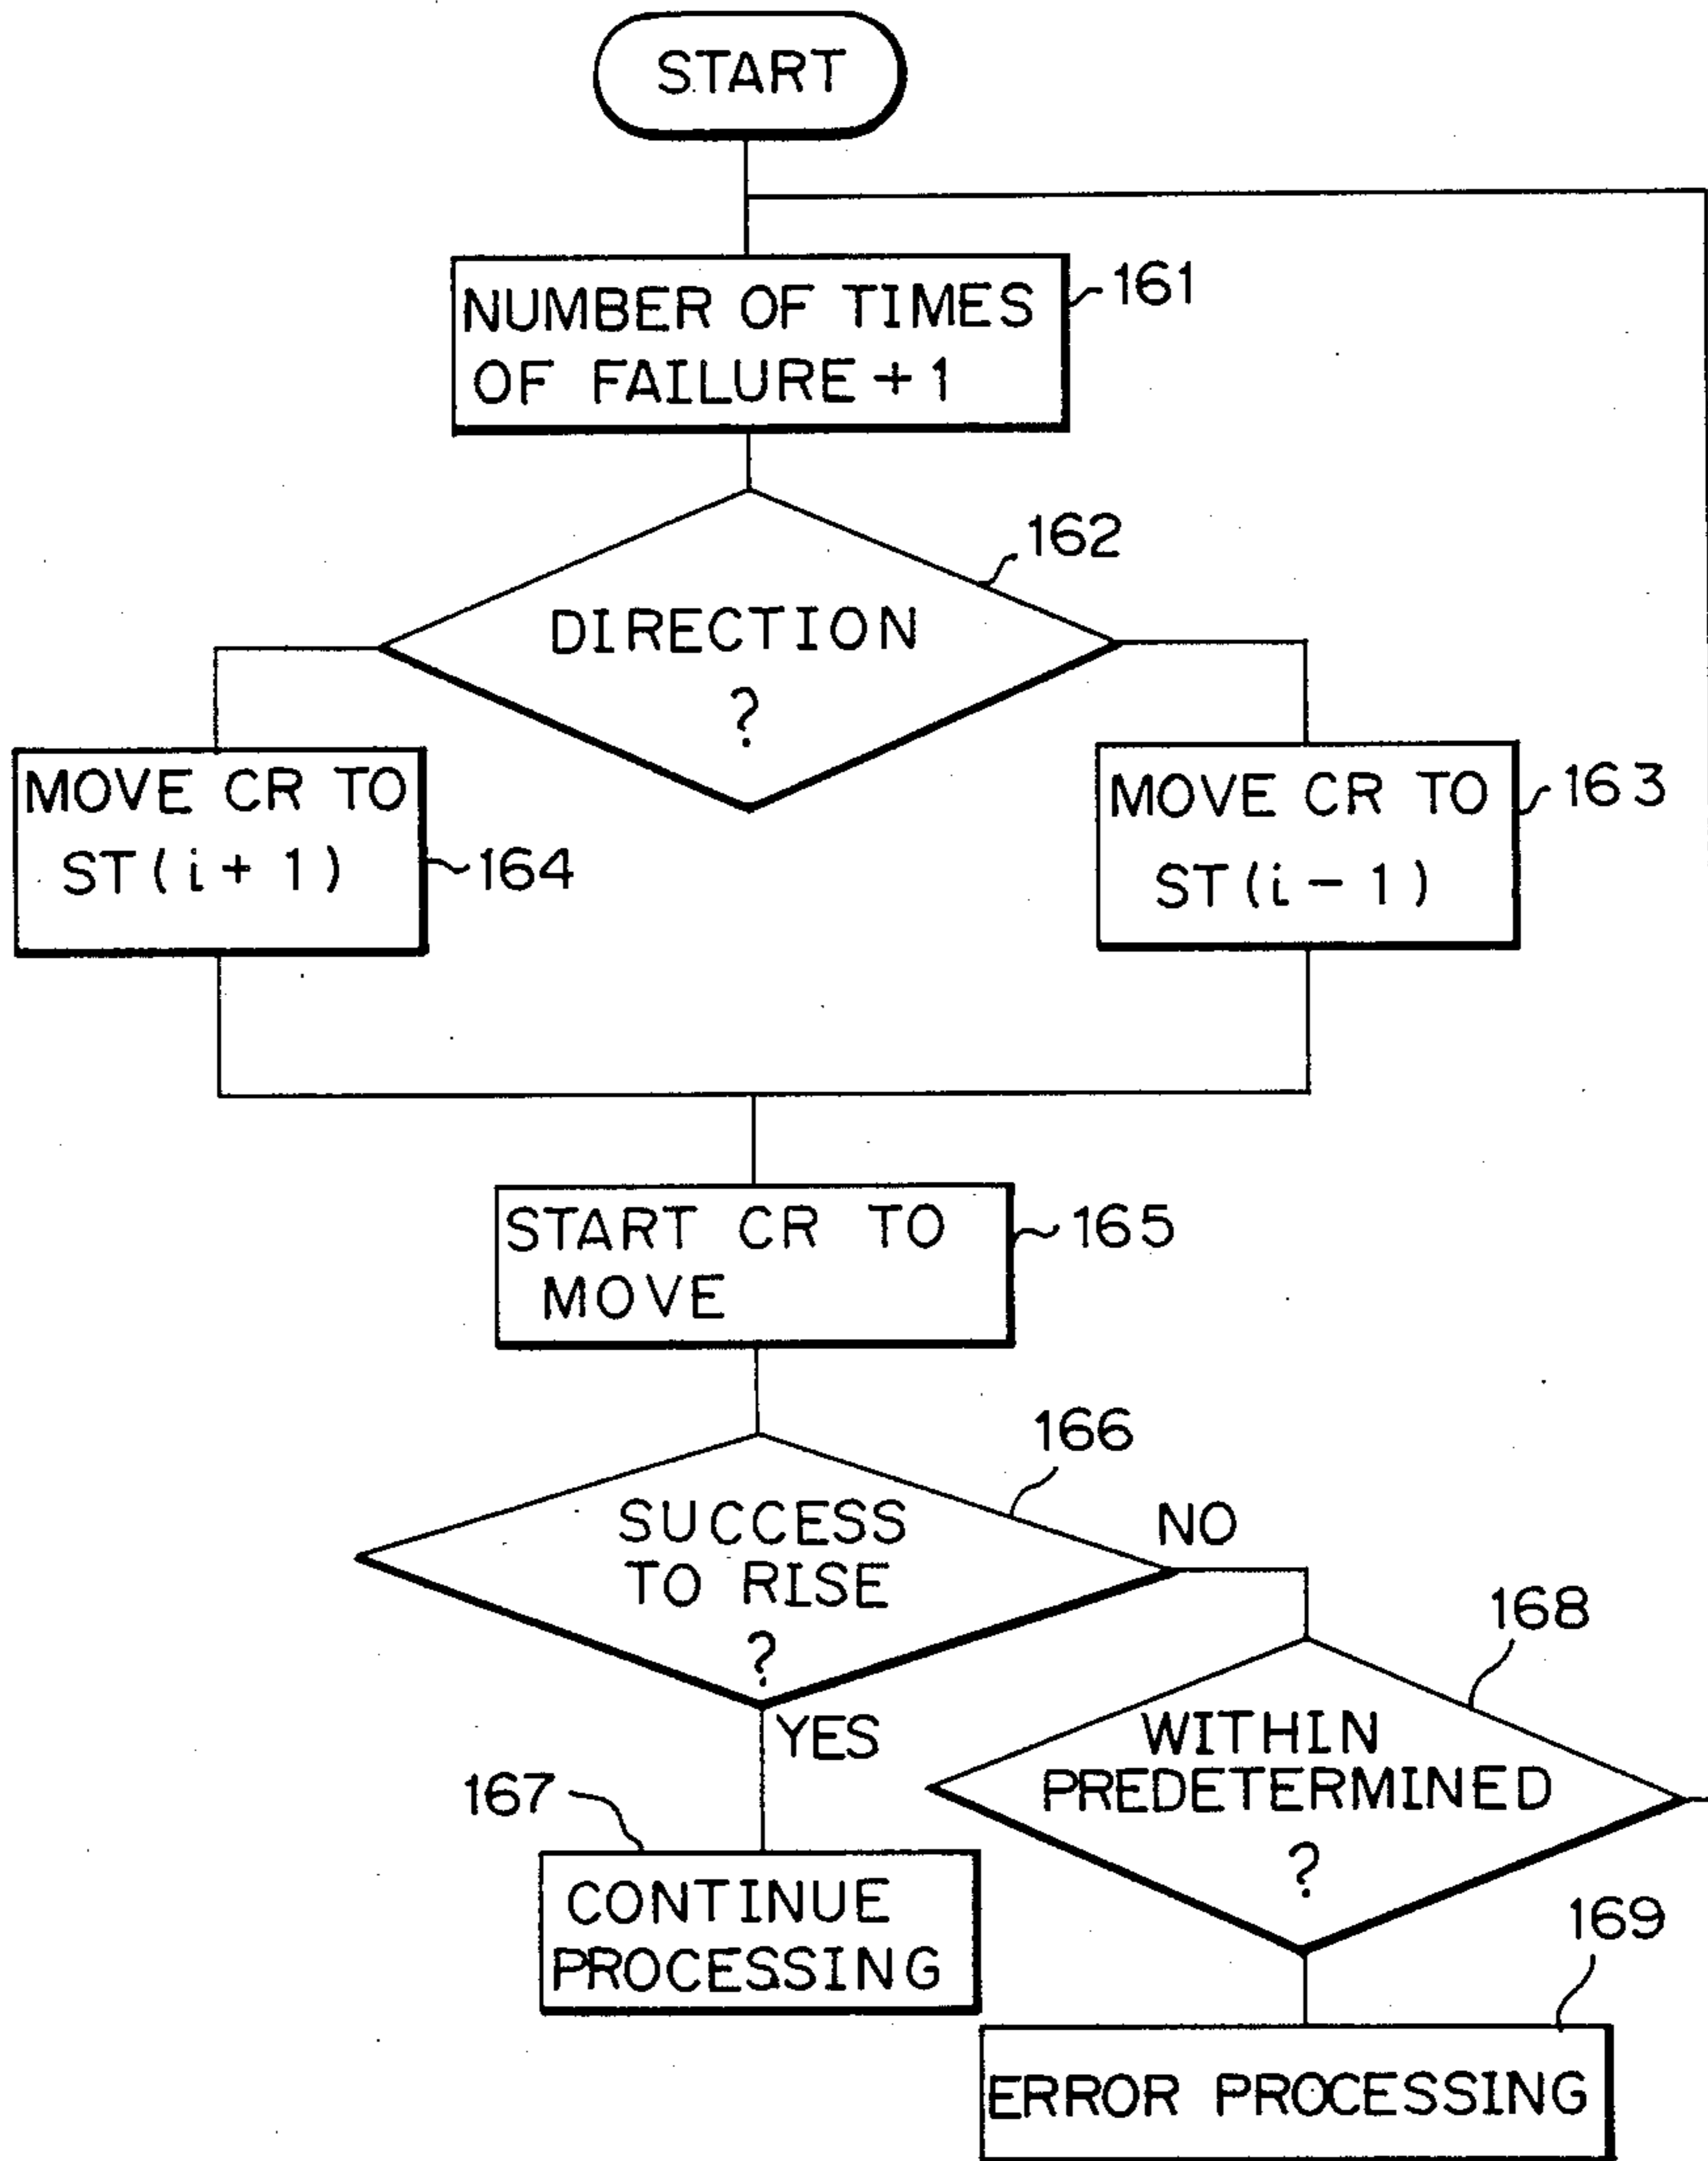 START
NUMBER OF TIMES
OF FAILURE + 1
161
162
DIRECTION
?
MOVE CR TO
ST(i + 1)
164
MOVE CR TO
ST(i - 1)
163
START CR TO
MOVE
165
166
SUCCESS
TO RISE
?
NO
YES
168
WITHIN
PREDETERMINED
?
167
CONTINUE
PROCESSING
169
ERROR PROCESSING